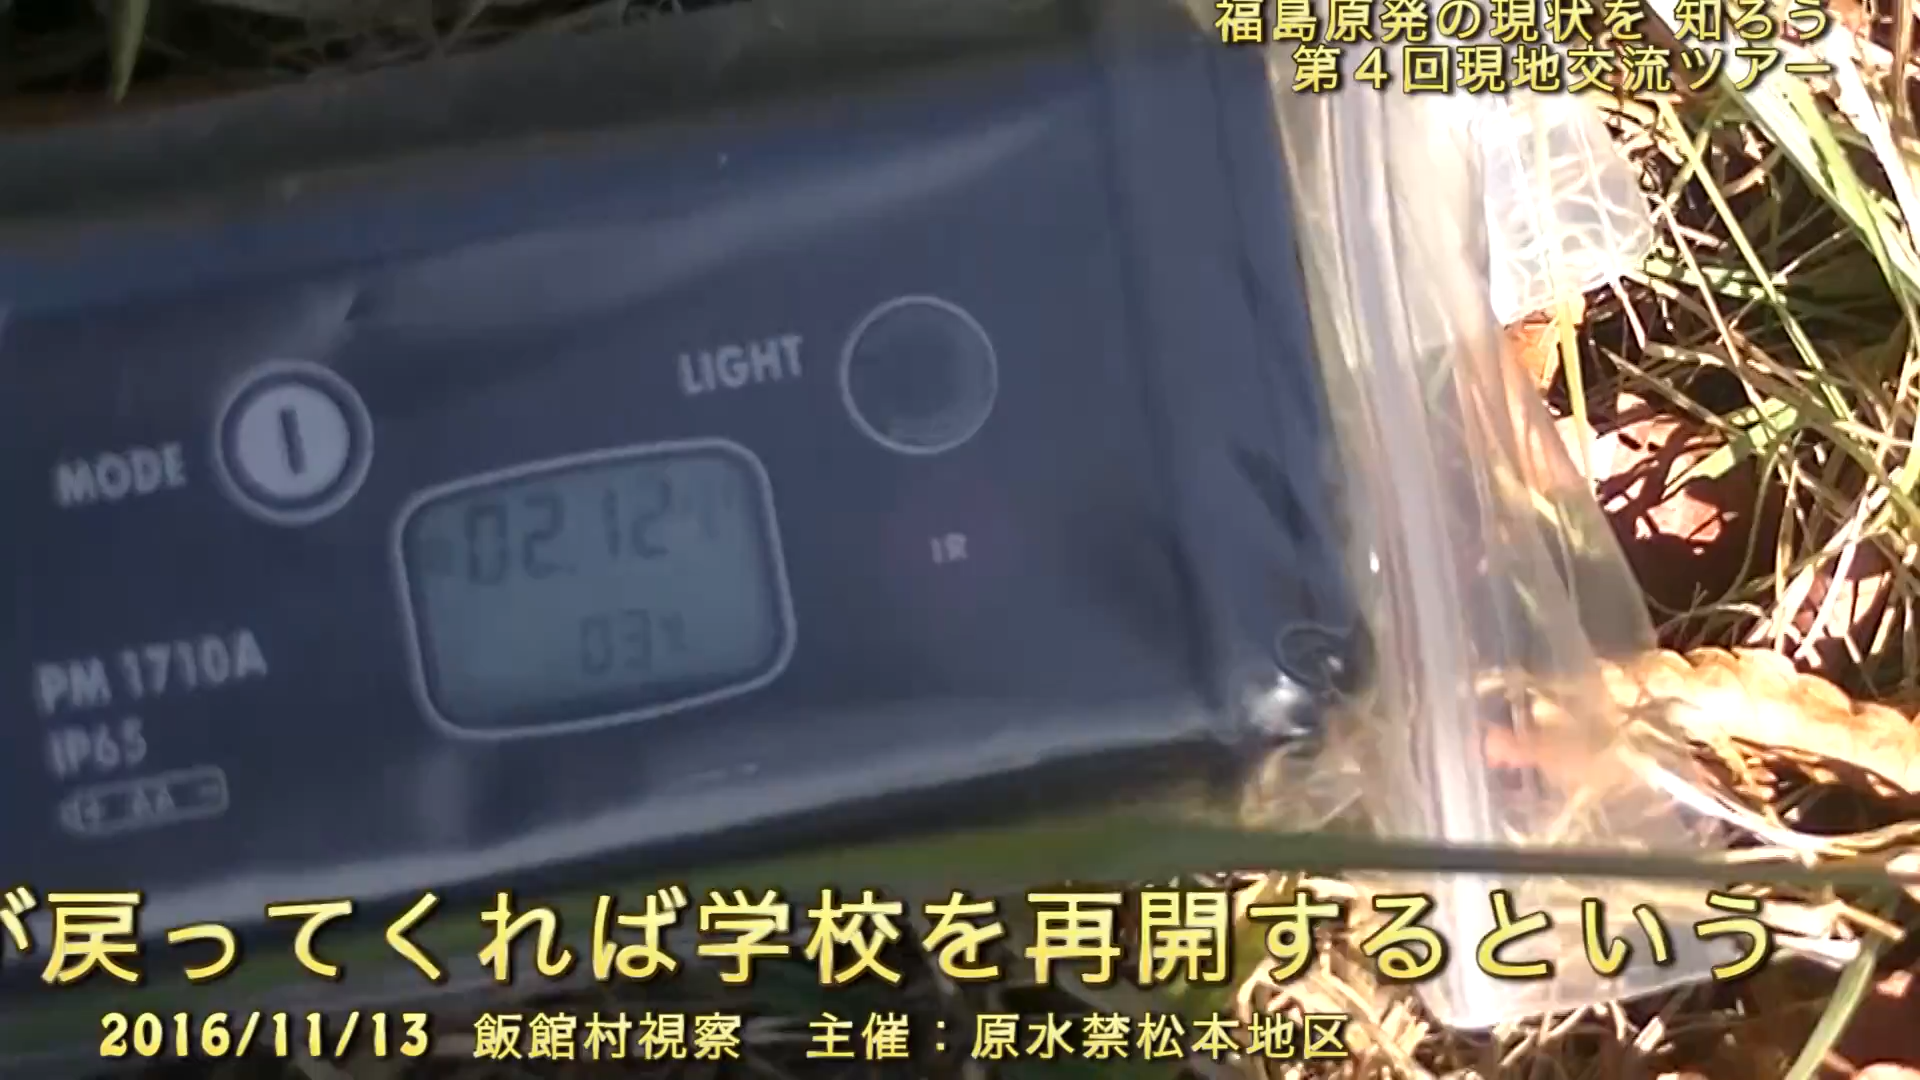 福島原発の現状を 知ろう
第4回現地交流ツアー
LIGHT
MODE
02.12
IR
03
PM 1710A
IP65
AA
が戻ってくれば学校を再開するという
2016/11/13 飯館村視察 主催:原水禁松本地区